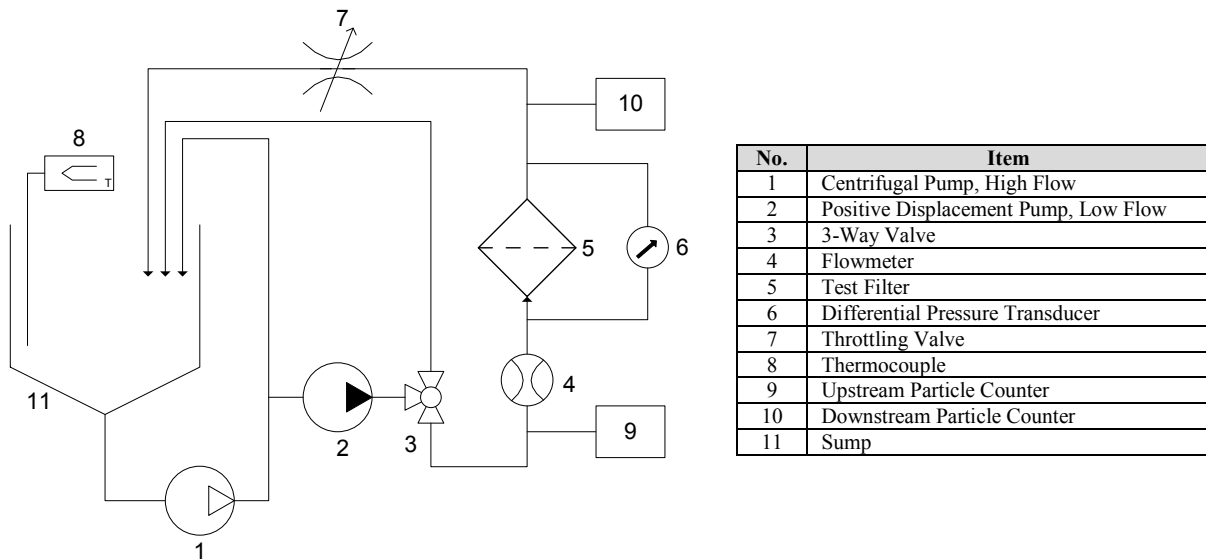 7
10
8
T
5
6
4
11
3
9
2
1
No. Item
1 Centrifugal Pump, High Flow
2 Positive Displacement Pump, Low Flow
3 3-Way Valve
4 Flowmeter
5 Test Filter
6 Differential Pressure Transducer
7 Throttling Valve
8 Thermocouple
9 Upstream Particle Counter
10 Downstream Particle Counter
11 Sump